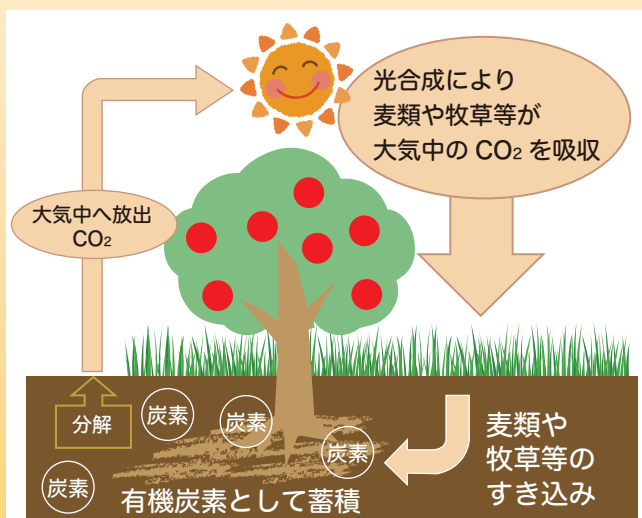 光合成により
麦類や牧草等が
大気中の CO₂ を吸収
大気中へ放出
CO₂
分解
炭素
炭素
炭素
炭素
有機炭素として蓄積
麦類や
牧草等の
すき込み